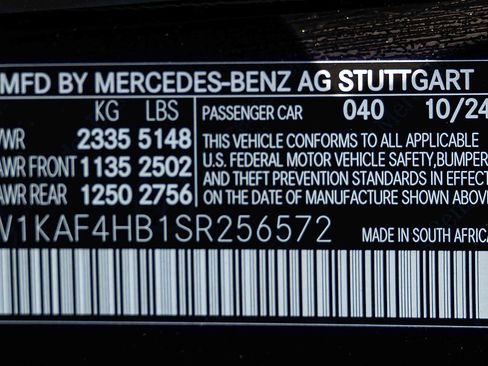 MFD BY MERCEDES-BENZ AG STUTTGART
KG LBS
VWR 2335 5148
AWR FRONT 1135 2502
AWR REAR 1250 2756
PASSENGER CAR 040 10/24
THIS VEHICLE CONFORMS TO ALL APPLICABLE
U.S. FEDERAL MOTOR VEHICLE SAFETY, BUMPER
AND THEFT PREVENTION STANDARDS IN EFFECT
ON THE DATE OF MANUFACTURE SHOWN ABOVE
W1KAF4HB1SR256572
MADE IN SOUTH AFRICA